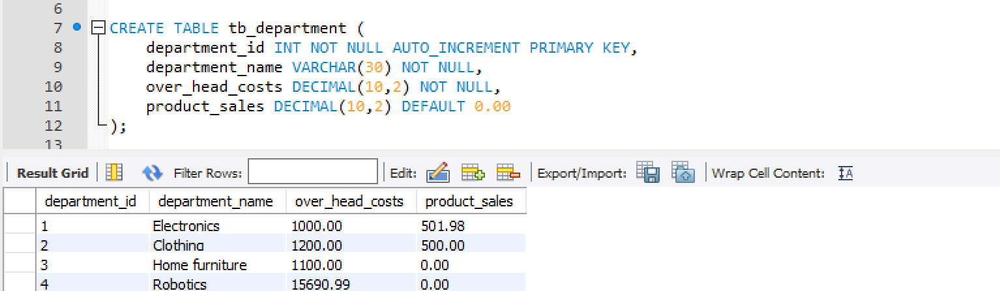 6
7 CREATE TABLE tb_department (
8 department_id INT NOT NULL AUTO_INCREMENT PRIMARY KEY,
9 department_name VARCHAR(30) NOT NULL,
10 over_head_costs DECIMAL(10,2) NOT NULL,
11 product_sales DECIMAL(10,2) DEFAULT 0.00
12 );
13
Result Grid Filter Rows: Edit: Export/Import: Wrap Cell Content: IA
department_id department_name over_head_costs product_sales
1 Electronics 1000.00 501.98
2 Clothing 1200.00 500.00
3 Home furniture 1100.00 0.00
4 Robotics 15690.99 0.00